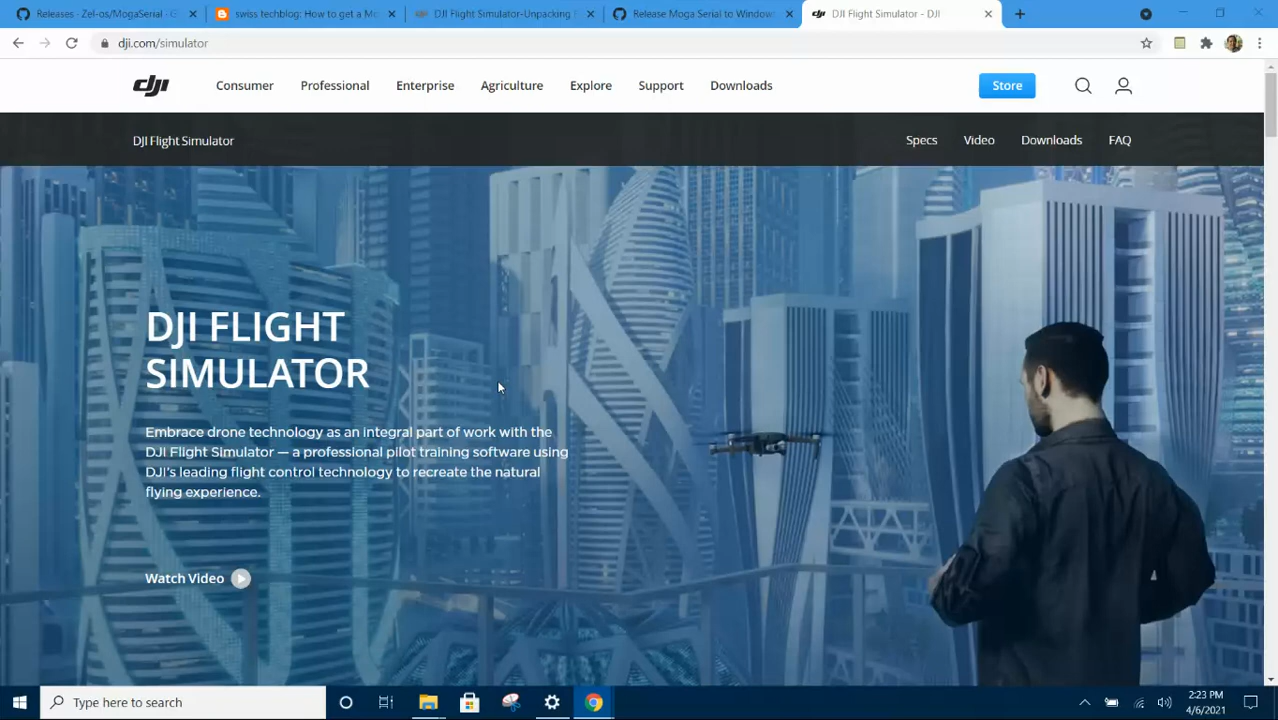 Releases · Zel-os/MogaSerial · G
swiss techblog: How to get a Mo
DJI Flight Simulator-Unpacking F
Release Moga Serial to Windows
DJI Flight Simulator - DJI
dji.com/simulator
dji
Consumer
Professional
Enterprise
Agriculture
Explore
Support
Downloads
Store
DJI Flight Simulator
Specs
Video
Downloads
FAQ
DJI FLIGHT
SIMULATOR
Embrace drone technology as an integral part of work with the
DJI Flight Simulator — a professional pilot training software using
DJI's leading flight control technology to recreate the natural
flying experience.
Watch Video
Type here to search
2:23 PM
4/6/2021